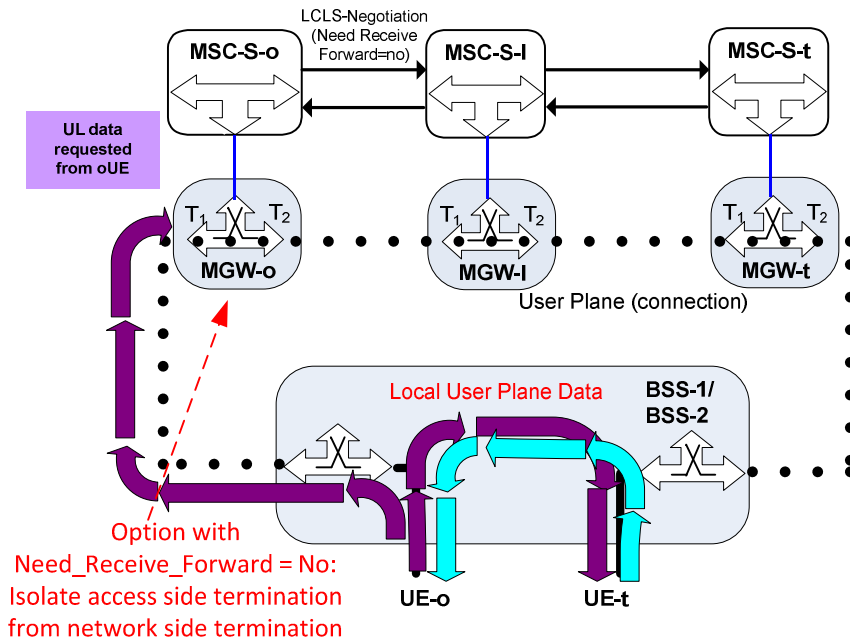 LCLS-Negotiation
(Need Receive
Forward=no)
MSC-S-o
MSC-S-I
MSC-S-t
UL data
requested
from oUE
T1
T2
MGW-o
T1
T2
MGW-I
T1
T2
MGW-t
User Plane (connection)
Local User Plane Data
BSS-1/
BSS-2
Option with
Need_Receive_Forward = No:
Isolate access side termination
from network side termination
UE-o
UE-t